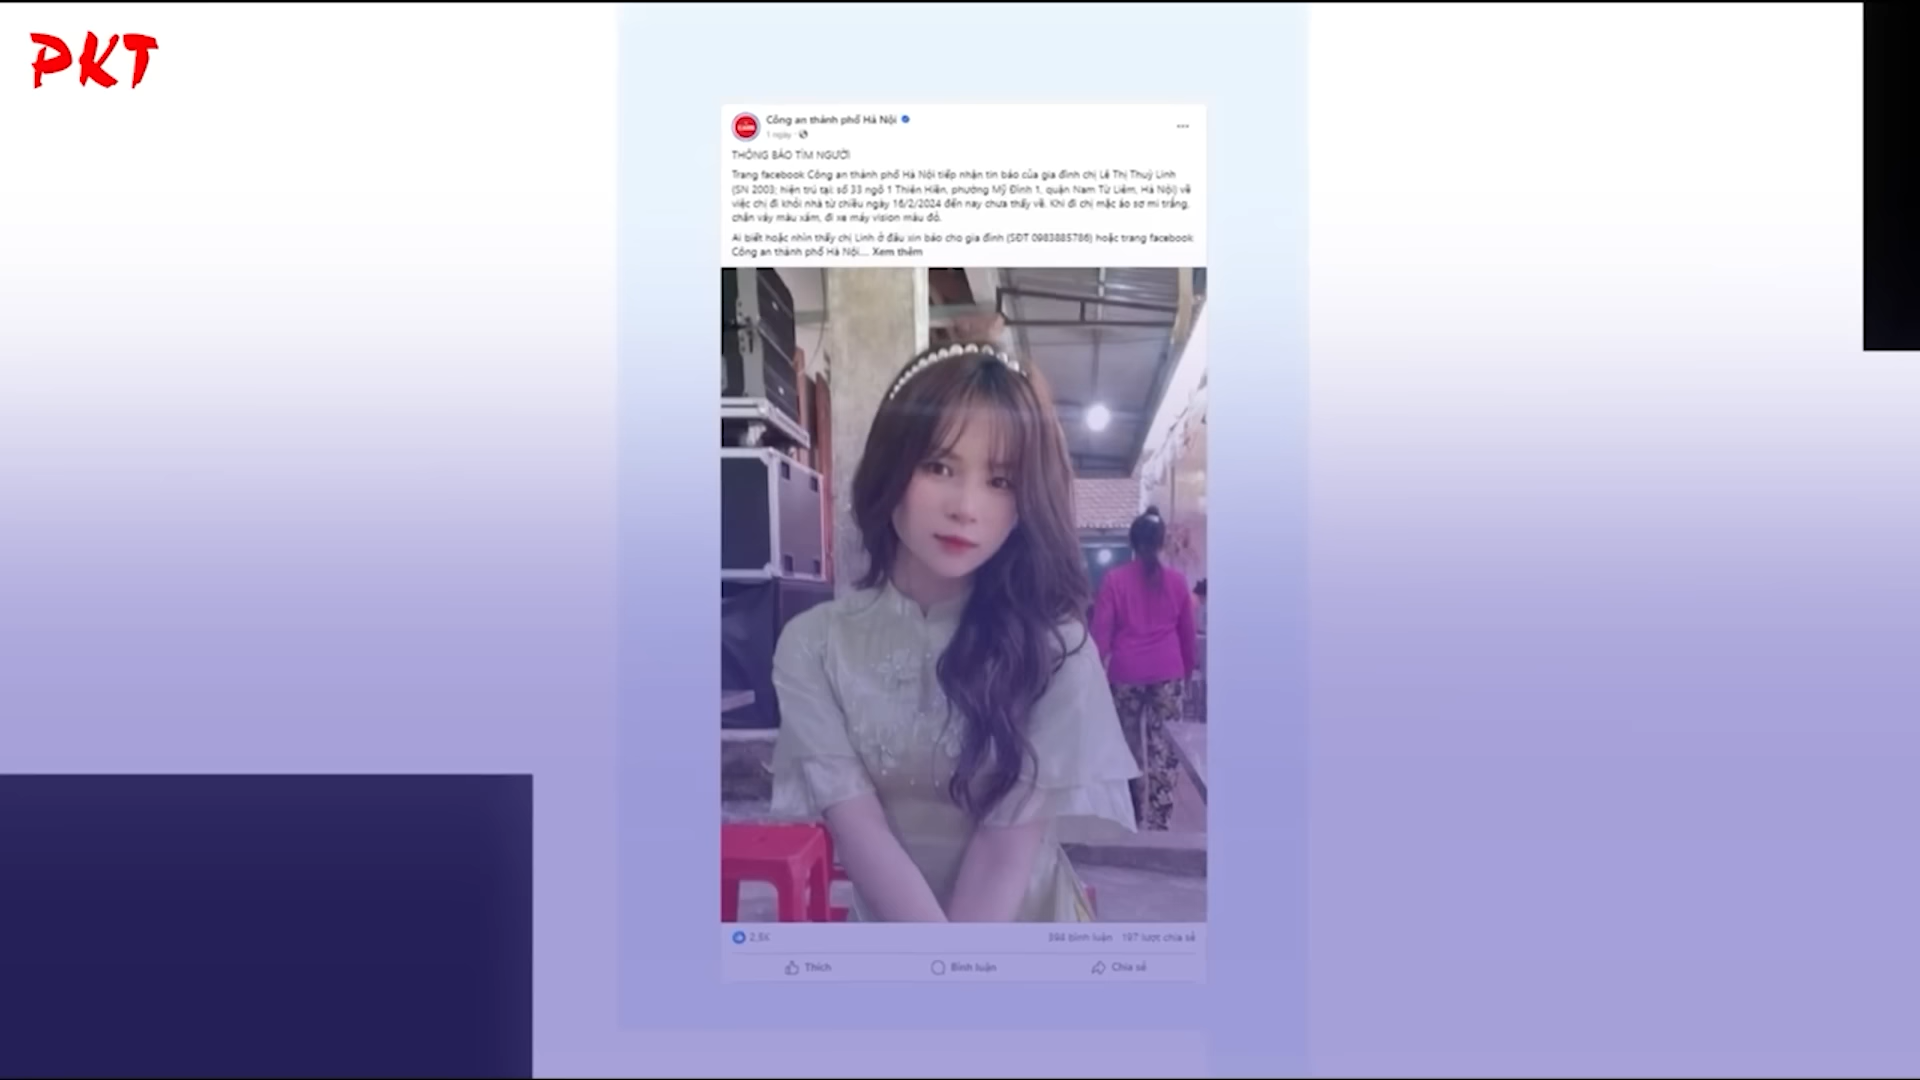 PKT
Công an thành phố Hà Nội
1 ngày
THÔNG BÁO TÌM NGƯỜI
Trang facebook Công an thành phố Hà Nội tiếp nhận tin báo của gia đình chị Lê Thị Thuỳ Linh
(SN 2003; hiện trú tại: số 33 ngõ 1 Thiên Hiền, phường Mỹ Đình 1, quận Nam Từ Liêm, Hà Nội) về
việc chị đi khỏi nhà từ chiều ngày 16/2/2024 đến nay chưa thấy về. Khi đi chị mặc áo sơ mi trắng,
chân váy màu xám, đi xe máy vision màu đỏ.
Ai biết hoặc nhìn thấy chị Linh ở đâu xin báo cho gia đình (SĐT 0983885786) hoặc trang facebook
Công an thành phố Hà Nội.... Xem thêm
2,5K
394 bình luận 197 lượt chia sẻ
Thích
Bình luận
Chia sẻ